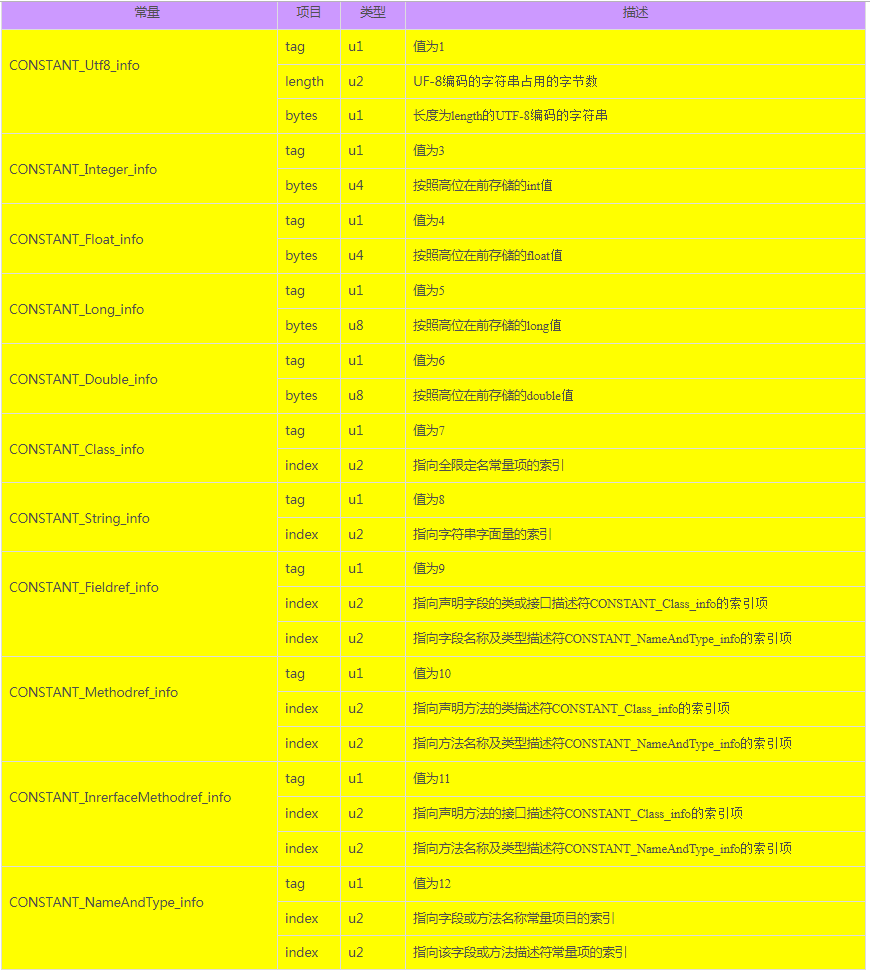 常量 项目 类型 描述
CONSTANT_Utf8_info
tag u1 值为1
length u2 UF-8编码的字符串占用的字节数
bytes u1 长度为length的UTF-8编码的字符串
CONSTANT_Integer_info
tag u1 值为3
bytes u4 按照高位在前存储的int值
CONSTANT_Float_info
tag u1 值为4
bytes u4 按照高位在前存储的float值
CONSTANT_Long_info
tag u1 值为5
bytes u8 按照高位在前存储的long值
CONSTANT_Double_info
tag u1 值为6
bytes u8 按照高位在前存储的double值
CONSTANT_Class_info
tag u1 值为7
index u2 指向全限定名常量项的索引
CONSTANT_String_info
tag u1 值为8
index u2 指向字符串字面量的索引
CONSTANT_Fieldref_info
tag u1 值为9
index u2 指向声明字段的类或接口描述符CONSTANT_Class_info的索引项
index u2 指向字段名称及类型描述符CONSTANT_NameAndType_info的索引项
CONSTANT_Methodref_info
tag u1 值为10
index u2 指向声明方法的类描述符CONSTANT_Class_info的索引项
index u2 指向方法名称及类型描述符CONSTANT_NameAndType_info的索引项
CONSTANT_InrerfaceMethodref_info
tag u1 值为11
index u2 指向声明方法的接口描述符CONSTANT_Class_info的索引项
index u2 指向方法名称及类型描述符CONSTANT_NameAndType_info的索引项
CONSTANT_NameAndType_info
tag u1 值为12
index u2 指向字段或方法名称常量项目的索引
index u2 指向该字段或方法描述符常量项的索引